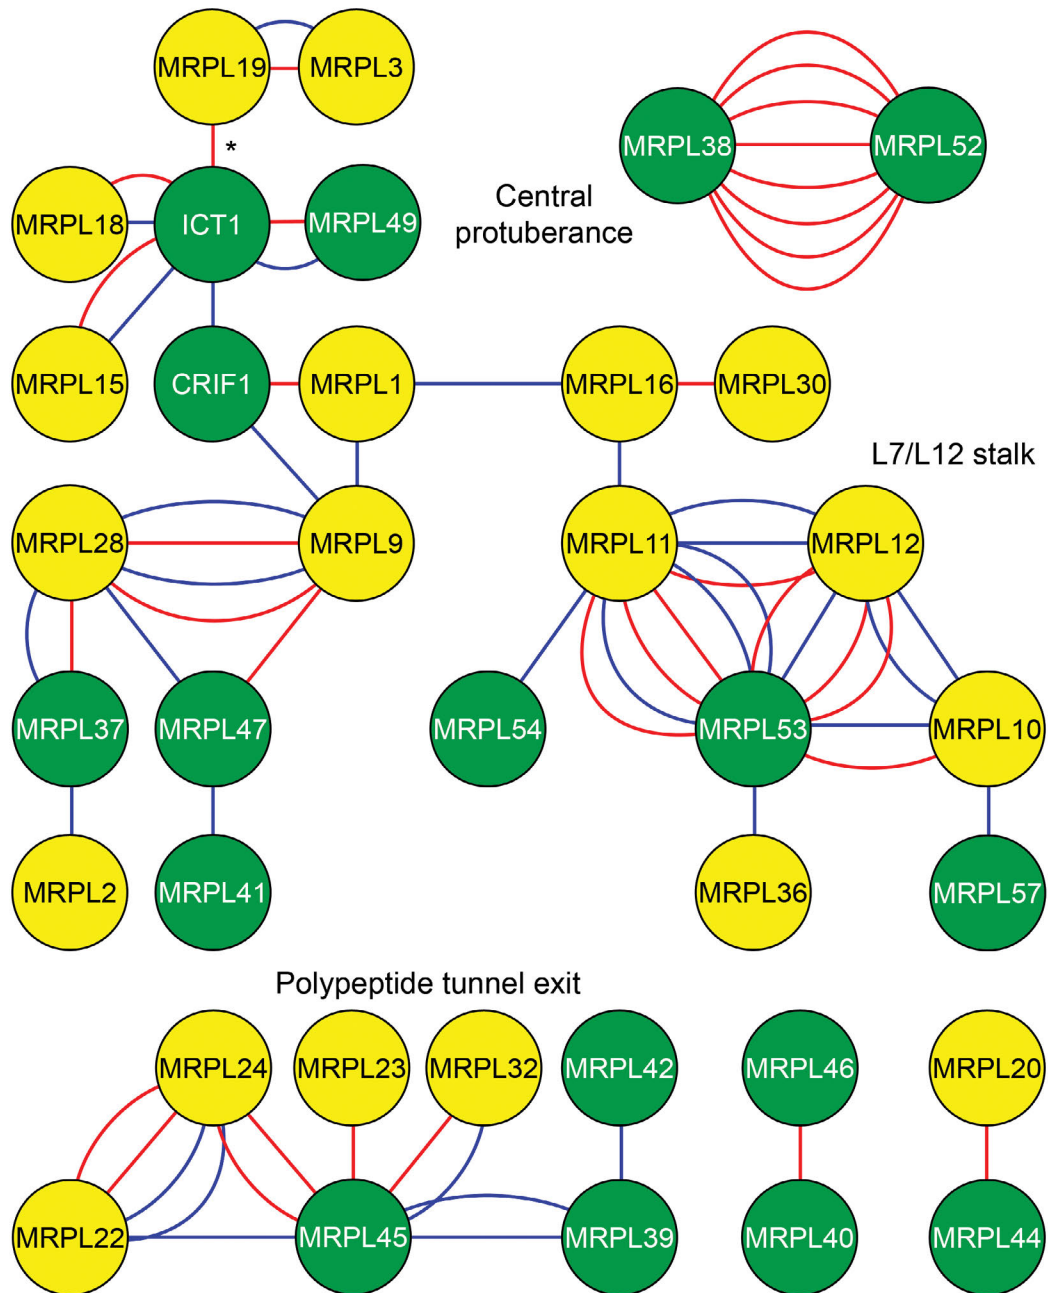 MRPL19
MRPL3
*
MRPL38
MRPL52
MRPL18
ICT1
MRPL49
Central
protuberance
MRPL15
CRIF1
MRPL1
MRPL16
MRPL30
L7/L12 stalk
MRPL28
MRPL9
MRPL11
MRPL12
MRPL37
MRPL47
MRPL54
MRPL53
MRPL10
MRPL2
MRPL41
MRPL36
MRPL57
Polypeptide tunnel exit
MRPL24
MRPL23
MRPL32
MRPL42
MRPL46
MRPL20
MRPL22
MRPL45
MRPL39
MRPL40
MRPL44